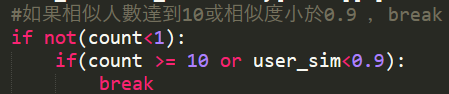 #如果相似人數達到10或相似度小於0.9 ，break
if not(count<1):
if(count >= 10 or user_sim<0.9):
break